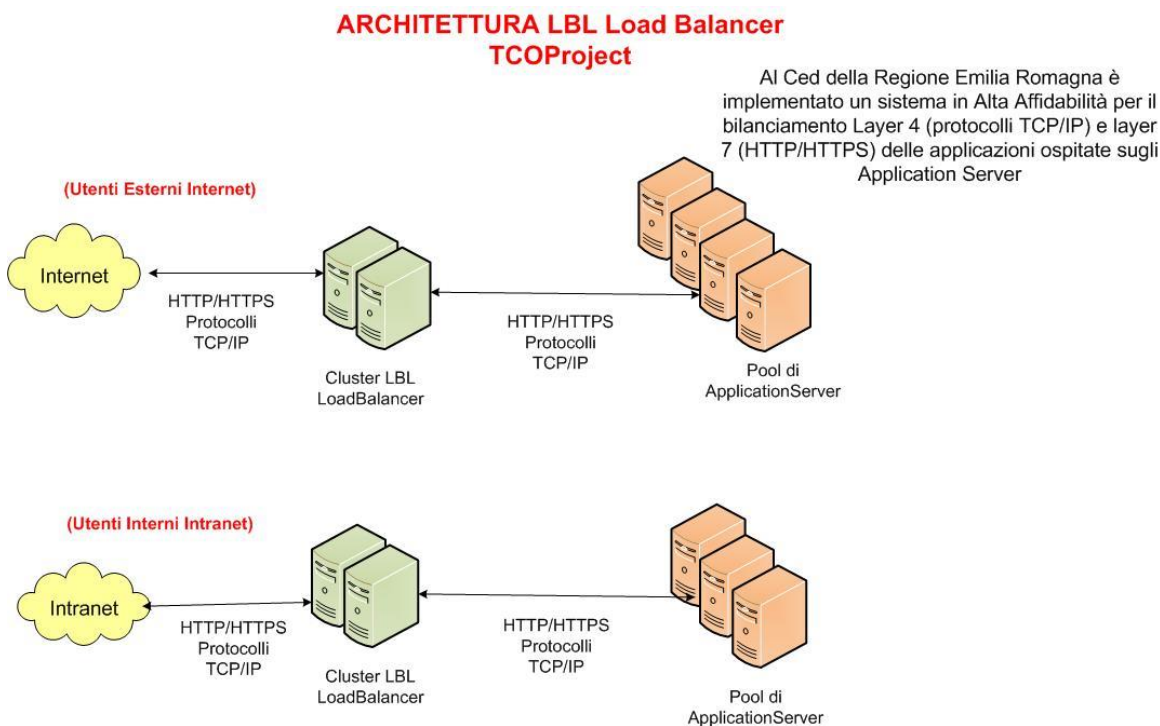 ARCHITETTURA LBL Load Balancer
TCOProject
Al Ced della Regione Emilia Romagna è
implementato un sistema in Alta Affidabilità per il
bilanciamento Layer 4 (protocolli TCP/IP) e layer
7 (HTTP/HTTPS) delle applicazioni ospitate sugli
Application Server
(Utenti Esterni Internet)
Internet
HTTP/HTTPS
Protocolli
TCP/IP
Cluster LBL
LoadBalancer
HTTP/HTTPS
Protocolli
TCP/IP
Pool di
ApplicationServer
(Utenti Interni Intranet)
Intranet
HTTP/HTTPS
Protocolli
TCP/IP
Cluster LBL
LoadBalancer
HTTP/HTTPS
Protocolli
TCP/IP
Pool di
ApplicationServer